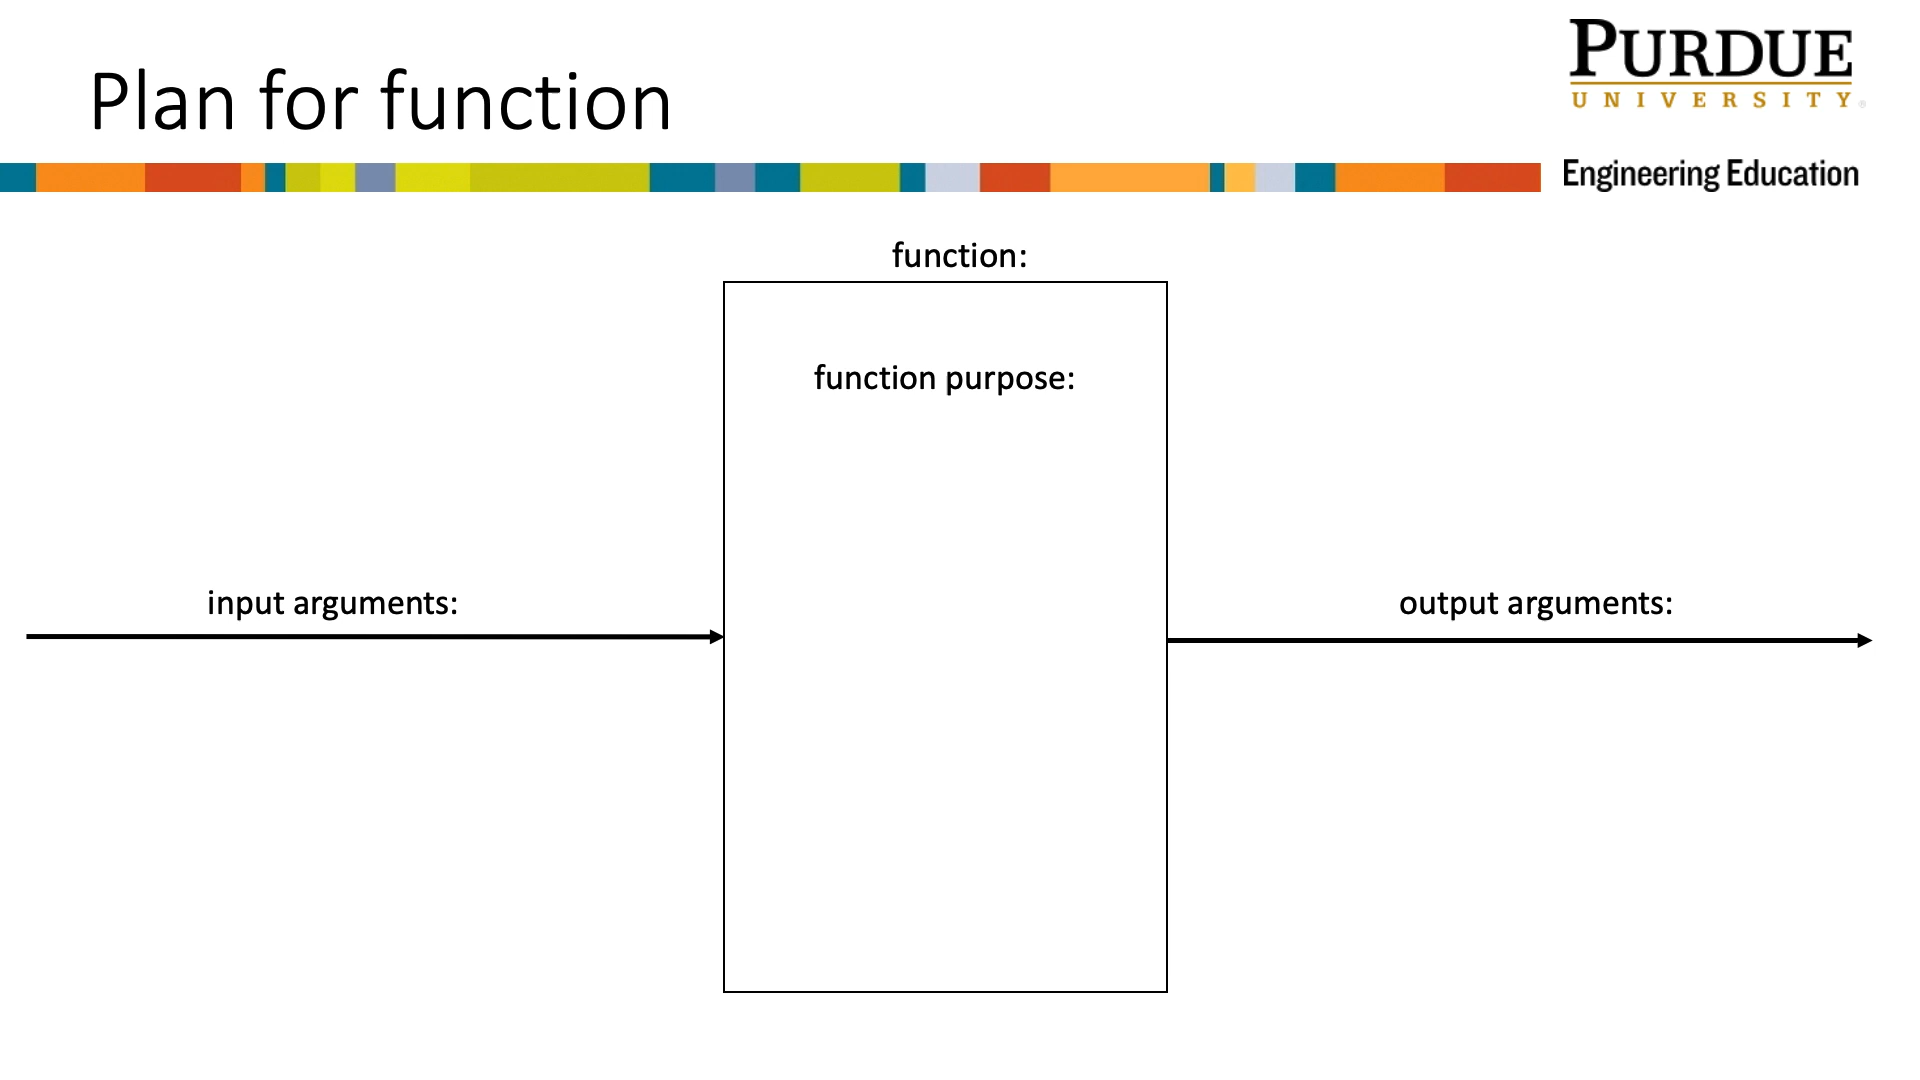 Plan for function
PURDUE
UNIVERSITY®
Engineering Education
function:
function purpose:
input arguments:
output arguments: